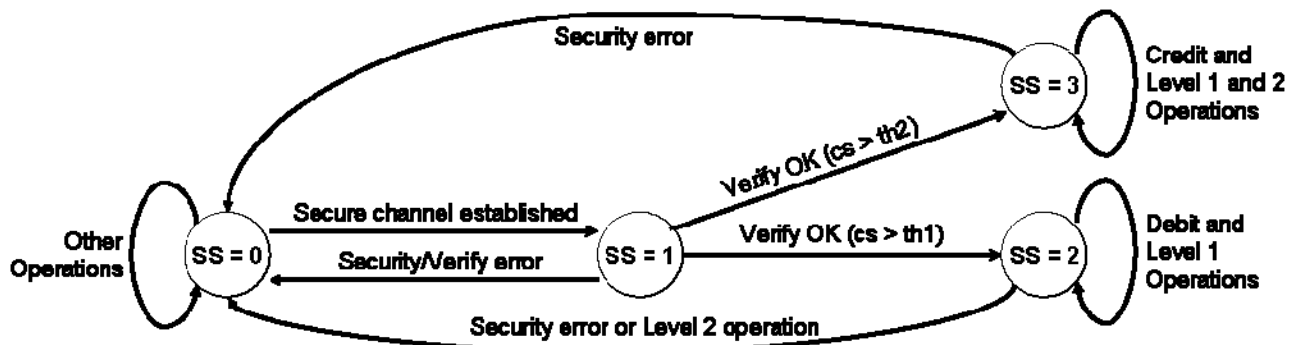 Security error
Credit and
Level 1 and 2
Operations
SS = 3
Verify OK (cs > th2)
Secure channel established
Verify OK (cs > th1)
Debit and
Level 1
Operations
Other
Operations
SS = 0
SS = 1
SS = 2
Security/Verify error
Security error or Level 2 operation